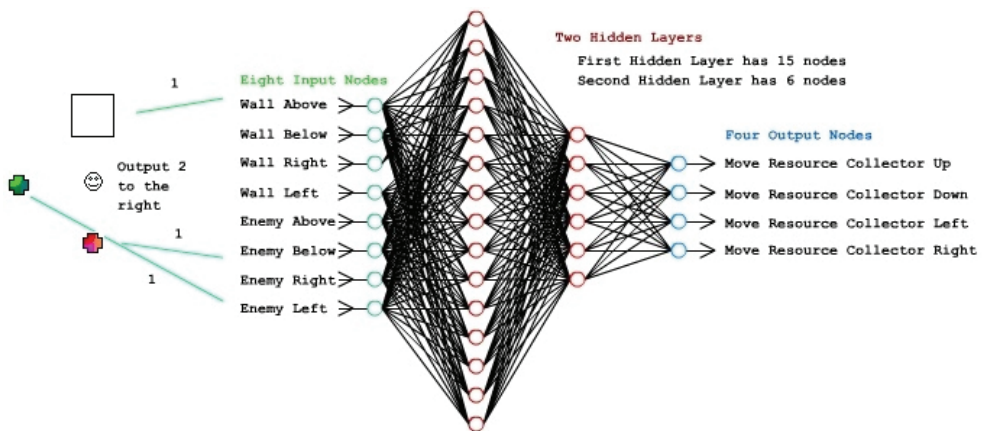 Two Hidden Layers
First Hidden Layer has 15 nodes
Second Hidden Layer has 6 nodes
1
Eight Input Nodes
Wall Above
Wall Below
Wall Right
Wall Left
Enemy Above
Enemy Below
Enemy Right
Enemy Left
Output 2
to the
right
1
1
Four Output Nodes
Move Resource Collector Up
Move Resource Collector Down
Move Resource Collector Left
Move Resource Collector Right